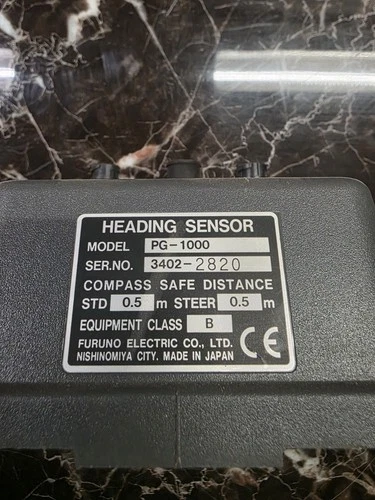 HEADING SENSOR
MODEL PG-1000
SER.NO. 3402-2820
COMPASS SAFE DISTANCE
STD 0.5 m STEER 0.5 m
EQUIPMENT CLASS B
FURUNO ELECTRIC CO., LTD.
NISHINOMIYA CITY. MADE IN JAPAN
CE